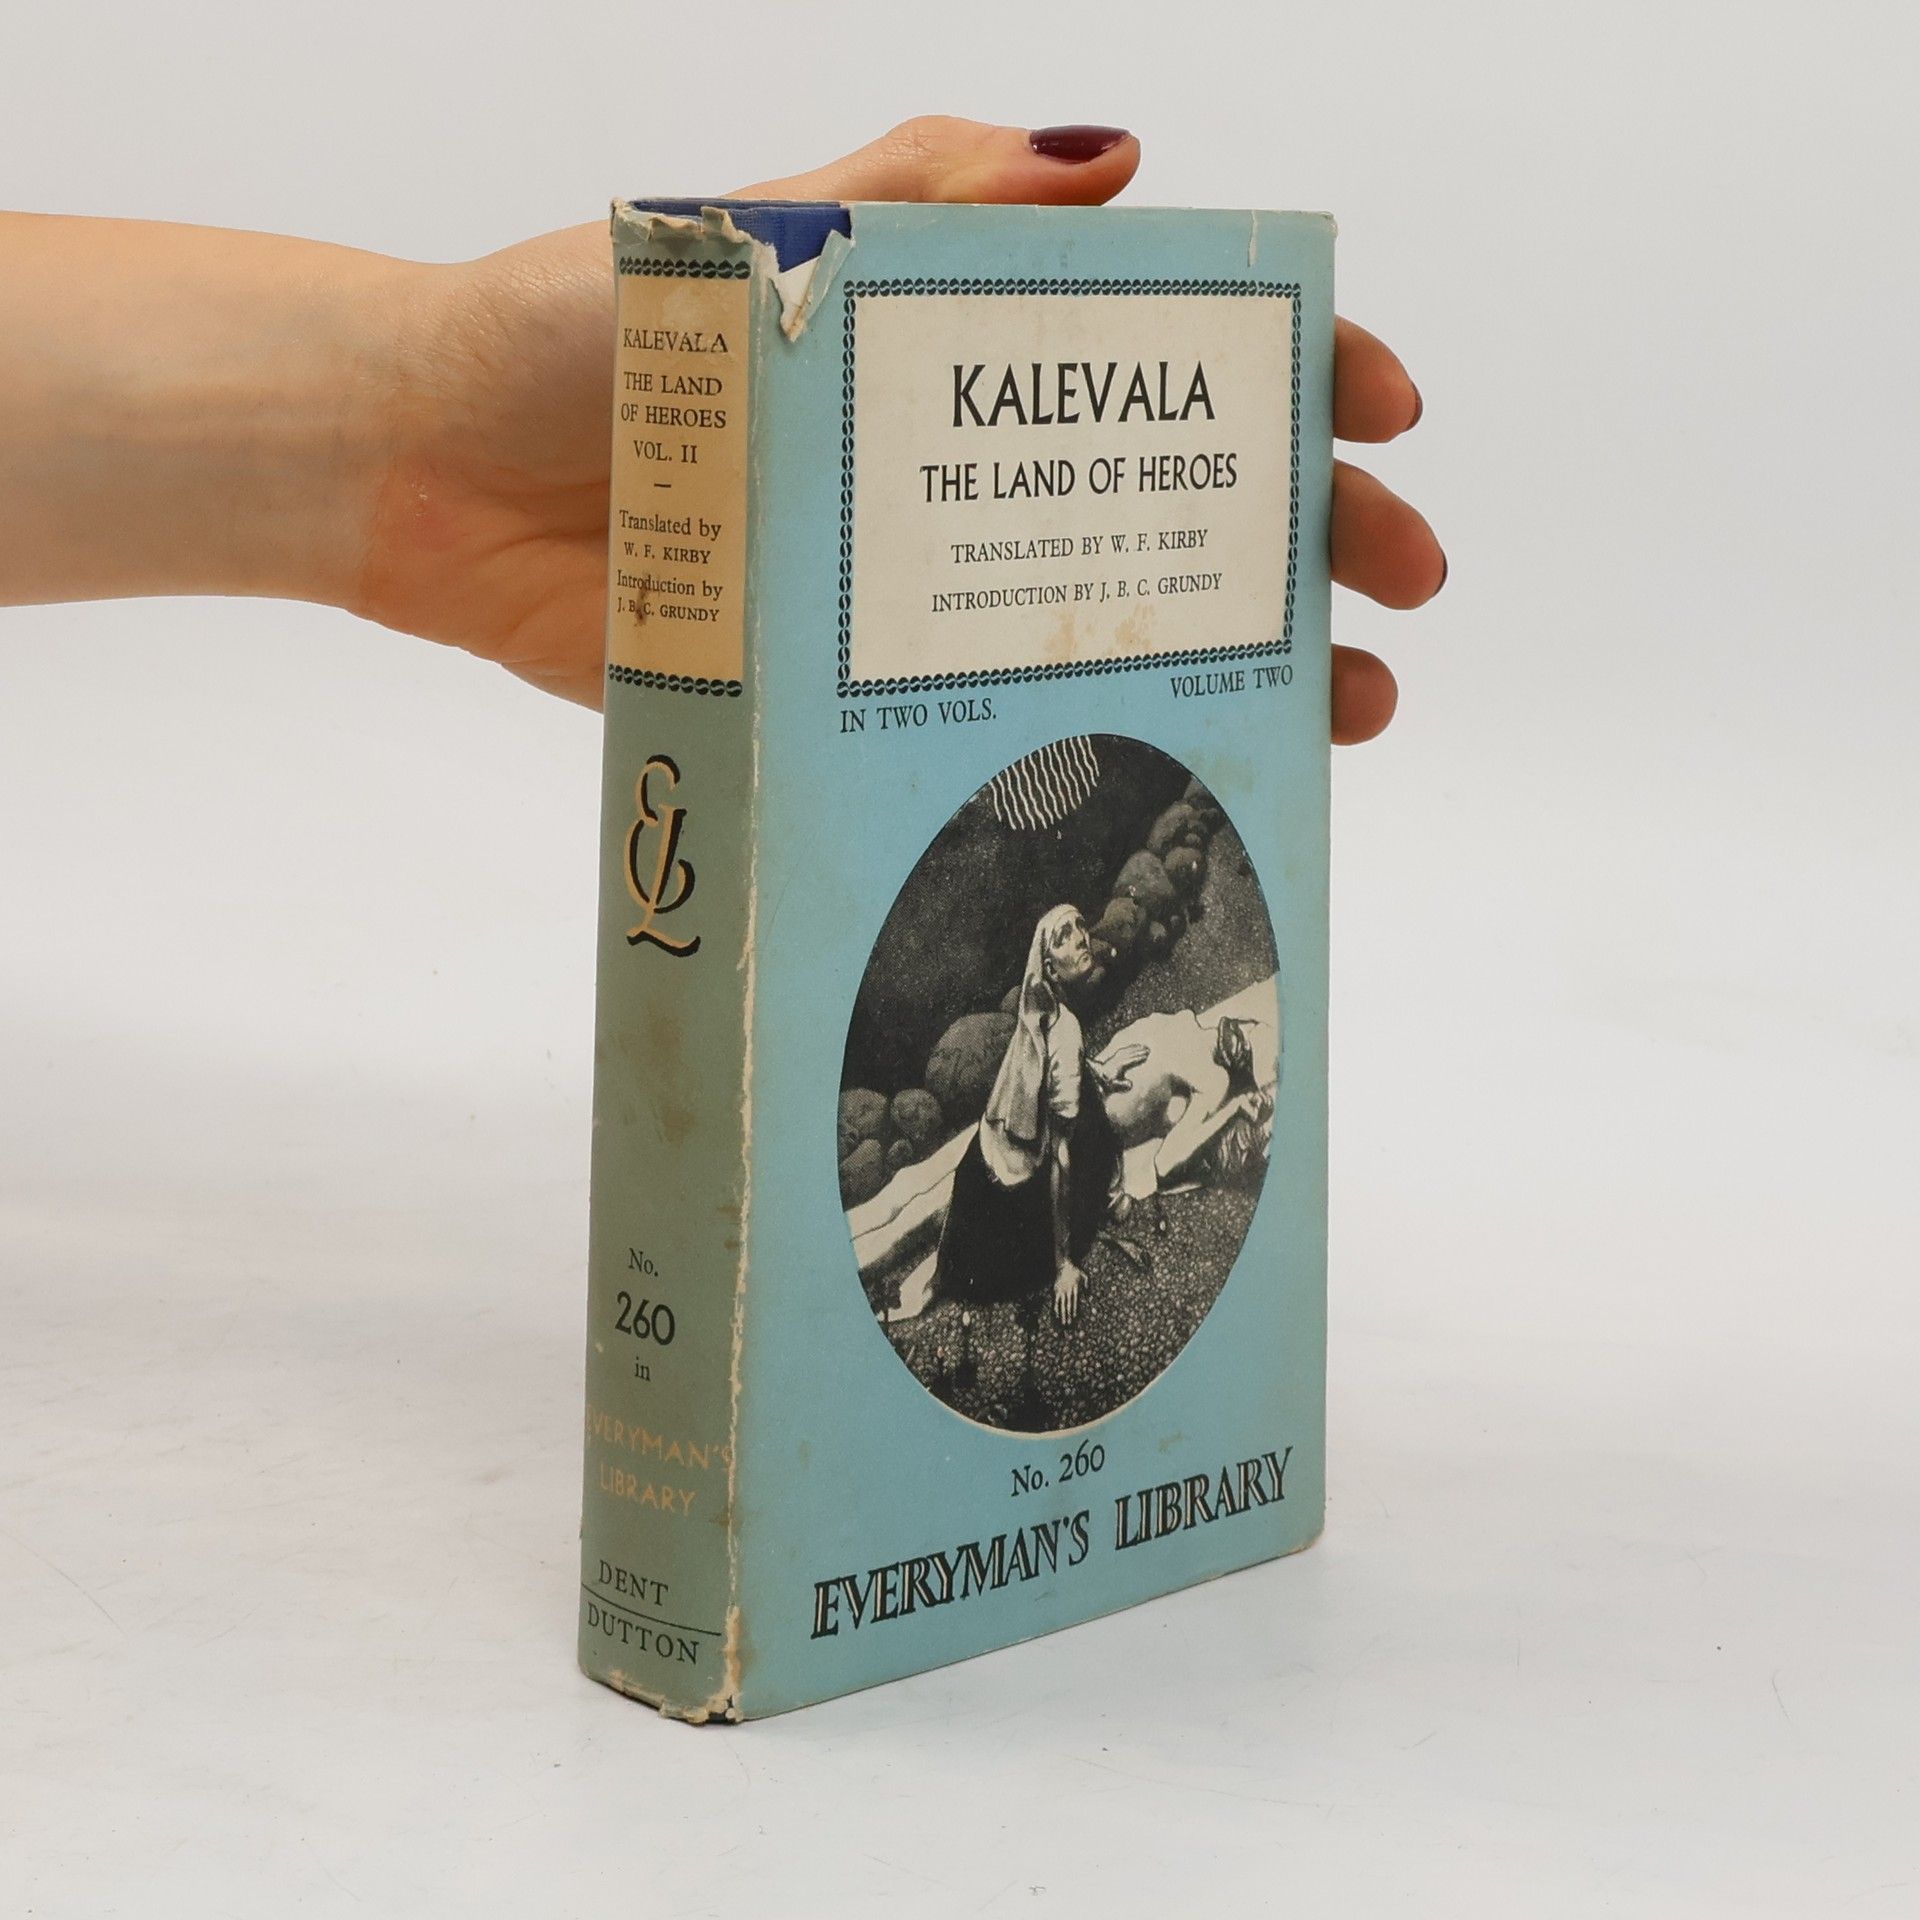 KALEVALA
THE LAND
OF HEROES
VOL. II
Translated by
W. F. KIRBY
Introduction by
J. B. C. GRUNDY
EL
No.
260
in
EVERYMAN'S
LIBRARY
DENT
DUTTON
KALEVALA
THE LAND OF HEROES
TRANSLATED BY W. F. KIRBY
INTRODUCTION BY J. B. C. GRUNDY
IN TWO VOLS. VOLUME TWO
No. 260
EVERYMAN'S LIBRARY